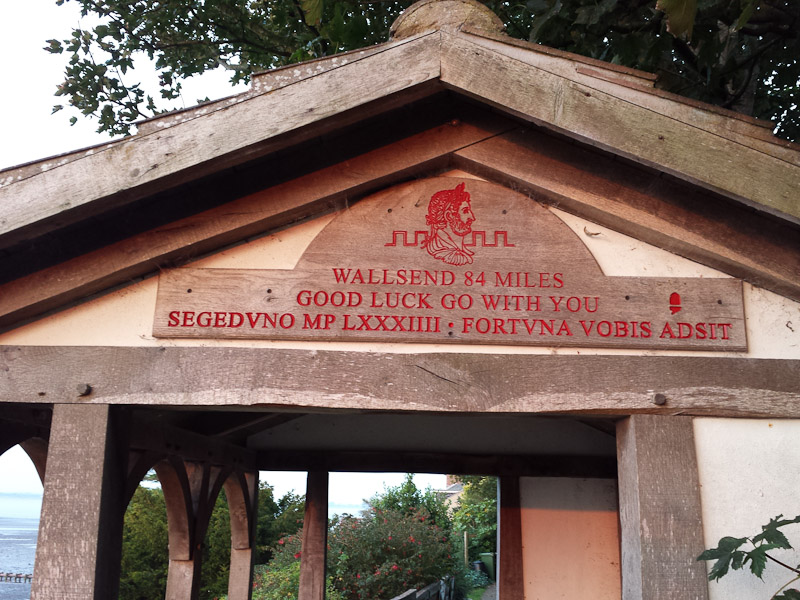 WALLSEND 84 MILES
GOOD LUCK GO WITH YOU
SEGEDVNO MP LXXXIIII · FORTVNA VOBIS ADSIT